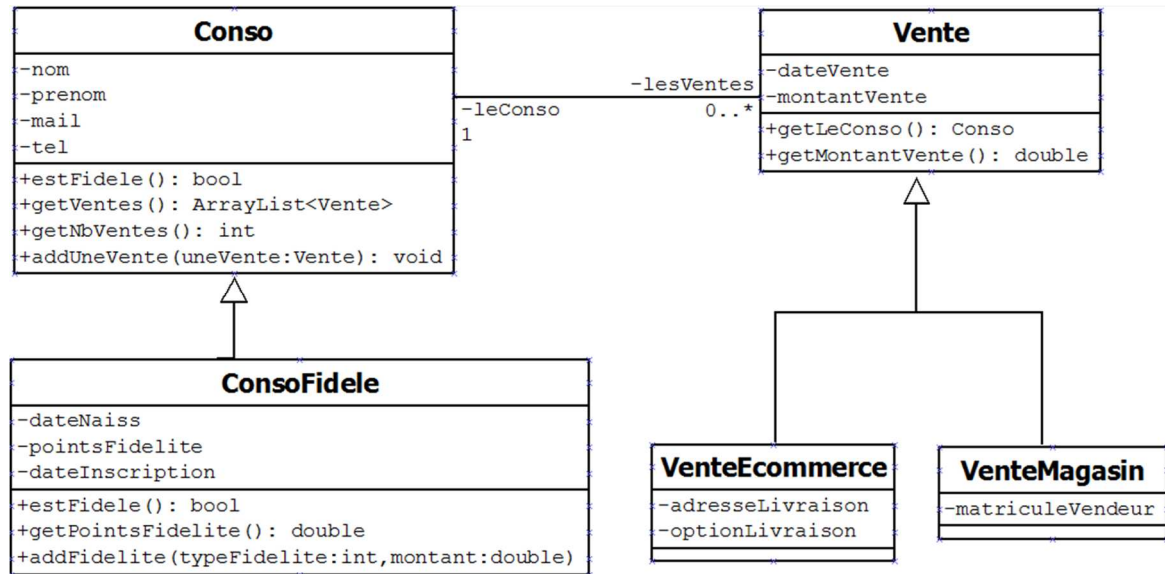 Conso
-nom
-prenom
-mail
-tel
+estFidele(): bool
+getVentes(): ArrayList<Vente>
+getNbVentes(): int
+addUneVente(uneVente:Vente): void
-leConso
1
-lesVentes
0..*
Vente
-dateVente
-montantVente
+getLeConso(): Conso
+getMontantVente(): double
ConsoFidele
-dateNaiss
-pointsFidelite
-dateInscription
+estFidele(): bool
+getPointsFidelite(): double
+addFidelite(typeFidelite:int,montant:double)
VenteEcommerce
-adresseLivraison
-optionLivraison
VenteMagasin
-matriculeVendeur